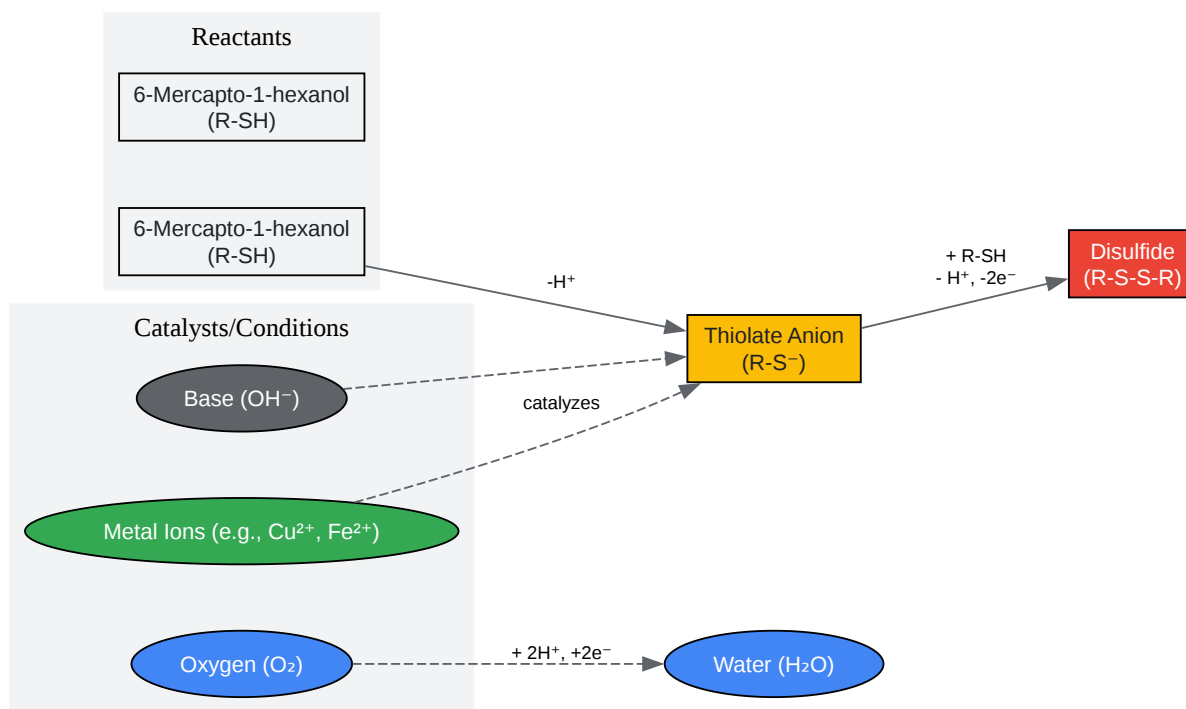 Reactants
6-Mercapto-1-hexanol
(R-SH)
6-Mercapto-1-hexanol
(R-SH)
-H⁺
+ R-SH
- H⁺, -2e⁻
Disulfide
(R-S-S-R)
Thiolate Anion
(R-S⁻)
Catalysts/Conditions
Base (OH⁻)
catalyzes
Metal Ions (e.g., Cu²⁺, Fe²⁺)
Oxygen (O₂)
+ 2H⁺, +2e⁻
Water (H₂O)